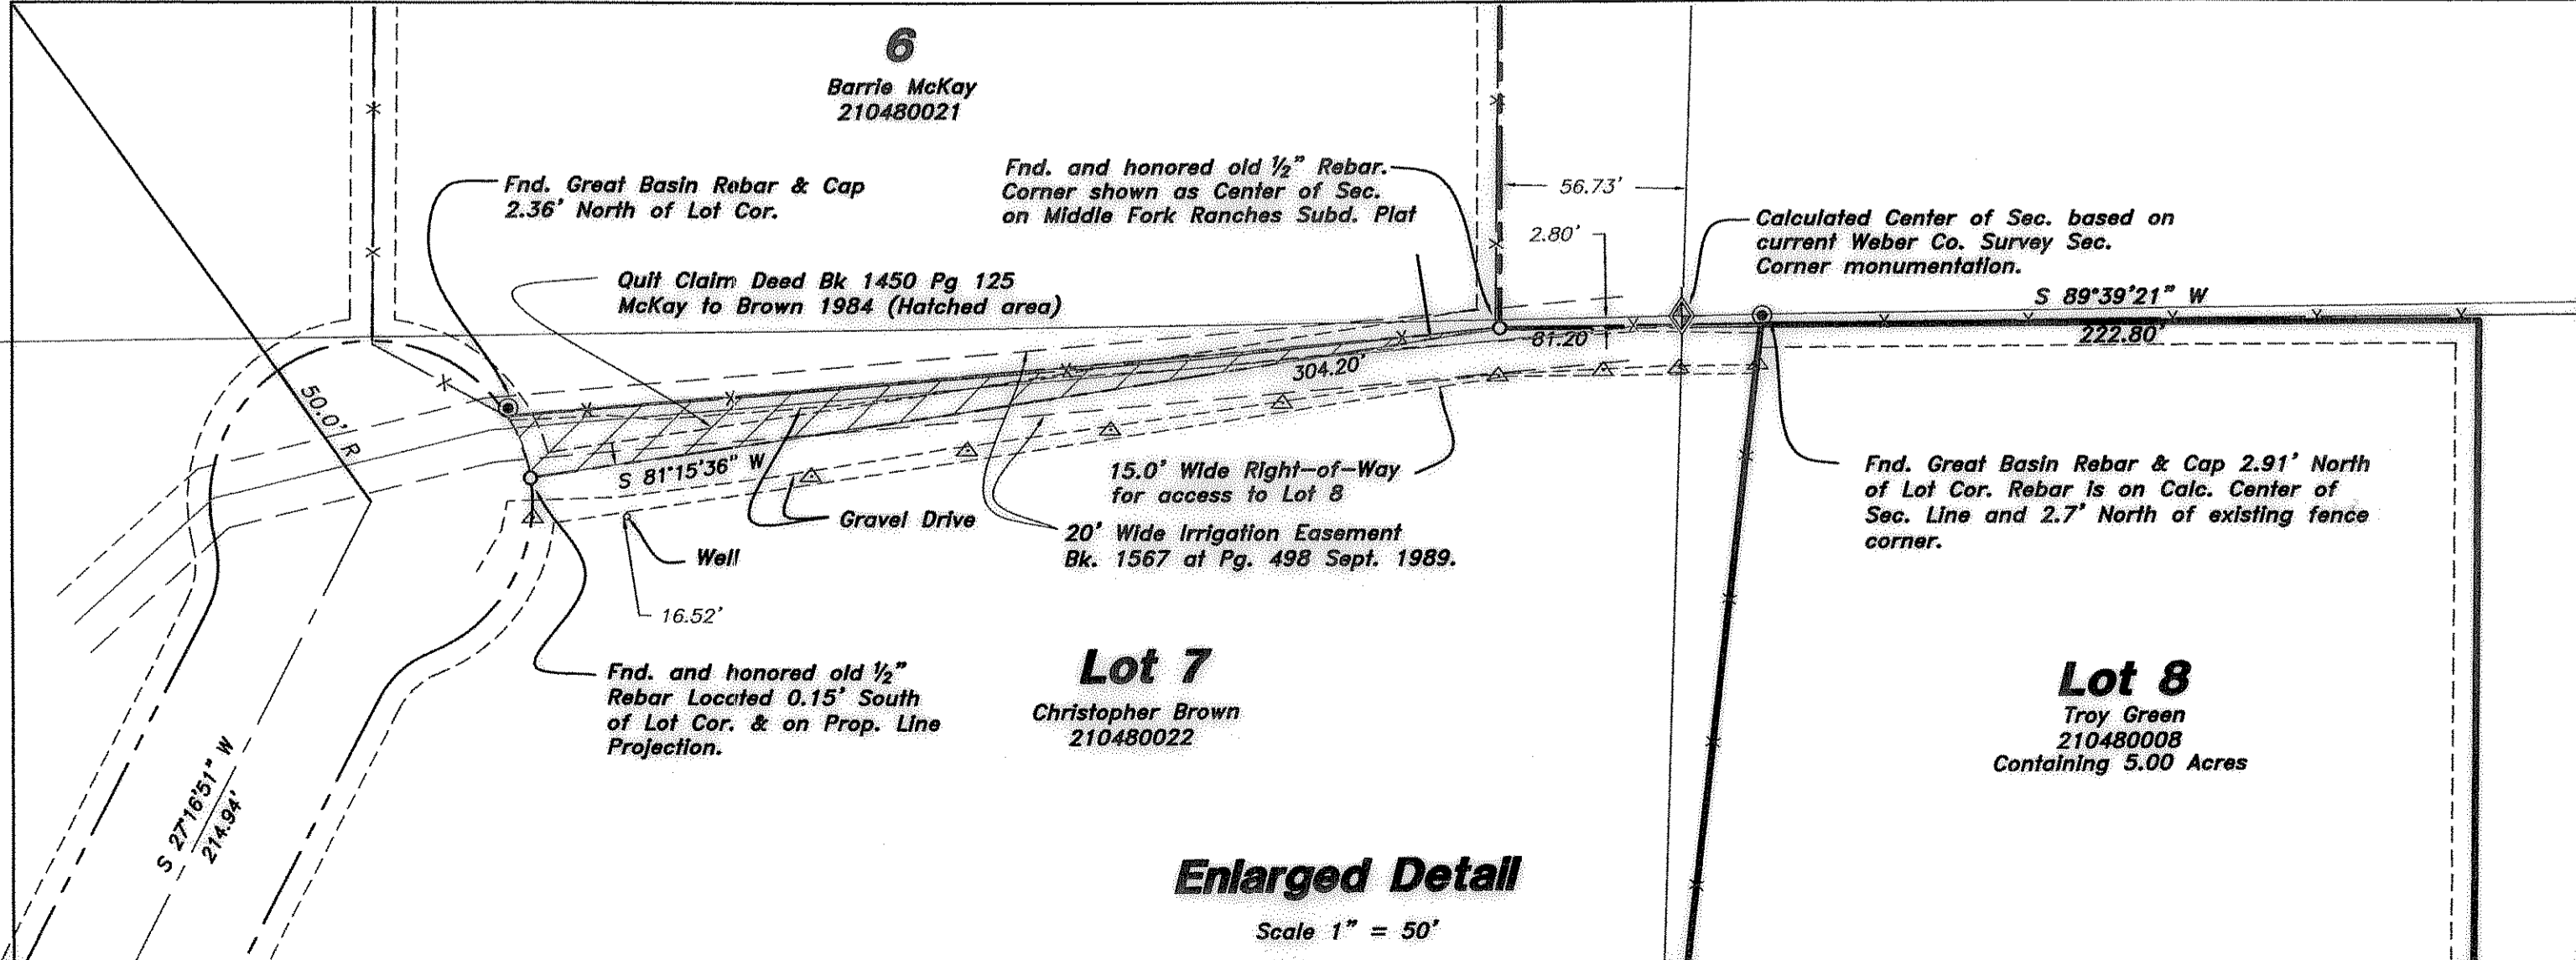 6
Barrie McKay
210480021
Fnd. Great Basin Rebar & Cap
2.36' North of Lot Cor.
Fnd. and honored old ½" Rebar.
Corner shown as Center of Sec.
on Middle Fork Ranches Subd. Plat
56.73'
2.80'
Calculated Center of Sec. based on
current Weber Co. Survey Sec.
Corner monumentation.
Quit Claim Deed Bk 1450 Pg 125
McKay to Brown 1984 (Hatched area)
S 89°39'21" W
222.80'
81.20'
304.20'
50.0' R
S 81°15'36" W
15.0' Wide Right-of-Way
for access to Lot 8
Gravel Drive
20' Wide Irrigation Easement
Bk. 1567 at Pg. 498 Sept. 1989.
Well
16.52'
Fnd. Great Basin Rebar & Cap 2.91' North
of Lot Cor. Rebar is on Calc. Center of
Sec. Line and 2.7' North of existing fence
corner.
Fnd. and honored old ½"
Rebar Located 0.15' South
of Lot Cor. & on Prop. Line
Projection.
Lot 7
Christopher Brown
210480022
Lot 8
Troy Green
210480008
Containing 5.00 Acres
S 27°16'51" W
214.94'
Enlarged Detail
Scale 1" = 50'